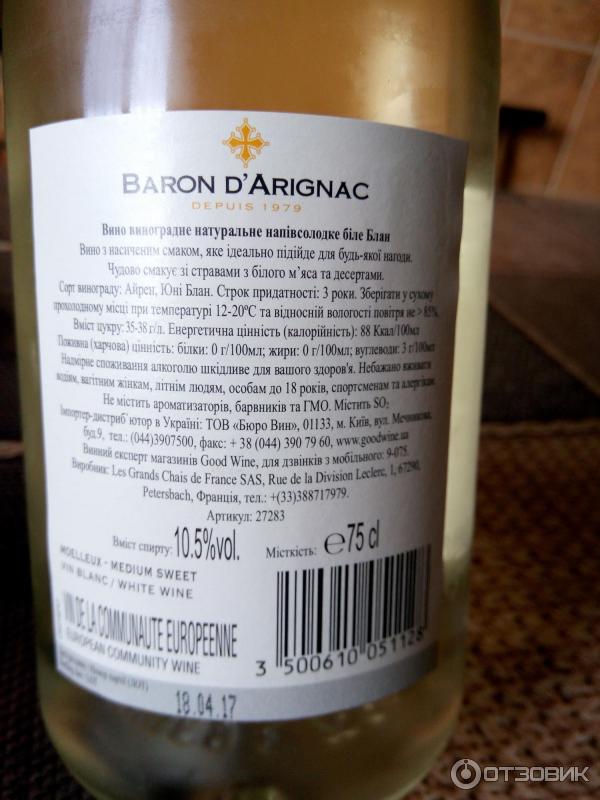 BARON D'ARIGNAC
DEPUIS 1979
Вино виноградне натуральне напівсолодке біле Блан
Вино з насиченим смаком, яке ідеально підійде для будь-якої нагоди.
Чудово смакує зі стравами з білого м'яса та десертами.
Сорт винограду: Айрен, Юні Блан. Строк придатності: 3 роки. Зберігати у сухому
прохолодному місці при температурі 12-20ºС та відносній вологості повітря не > 85%.
Вміст цукру: 35-38 г/л. Енергетична цінність (калорійність): 88 Ккал/100мл
Поживна (харчова) цінність: білки: 0 г/100мл; жири: 0 г/100мл; вуглеводи: 3 г/100мл
Надмірне споживання алкоголю шкідливе для вашого здоров'я. Небажано вживати
водіям, вагітним жінкам, літнім людям, особам до 18 років, спортсменам та алергікам.
Не містить ароматизаторів, барвників та ГМО. Містить SO₂
Імпортер-дистриб'ютор в Україні: ТОВ «Бюро Вин», 01133, м. Київ, вул. Мечникова,
буд.9, тел.: (044)3907500, факс: + 38 (044) 390 79 60, www.goodwine.ua
Винний експерт магазинів Good Wine, для дзвінків з мобільного: 9-075.
Виробник: Les Grands Chais de France SAS, Rue de la Division Leclerc, 1, 67290,
Petersbach, Франція, тел.: +(33)388717979.
Артикул: 27283
Вміст спирту: 10.5%vol. Місткість: ℮75 cl
MOELLEUX - MEDIUM SWEET
VIN BLANC / WHITE WINE
VIN DE LA COMMUNAUTE EUROPEENNE
EUROPEAN COMMUNITY WINE
3 500610 051128
18.04.17
ОТЗОВИК